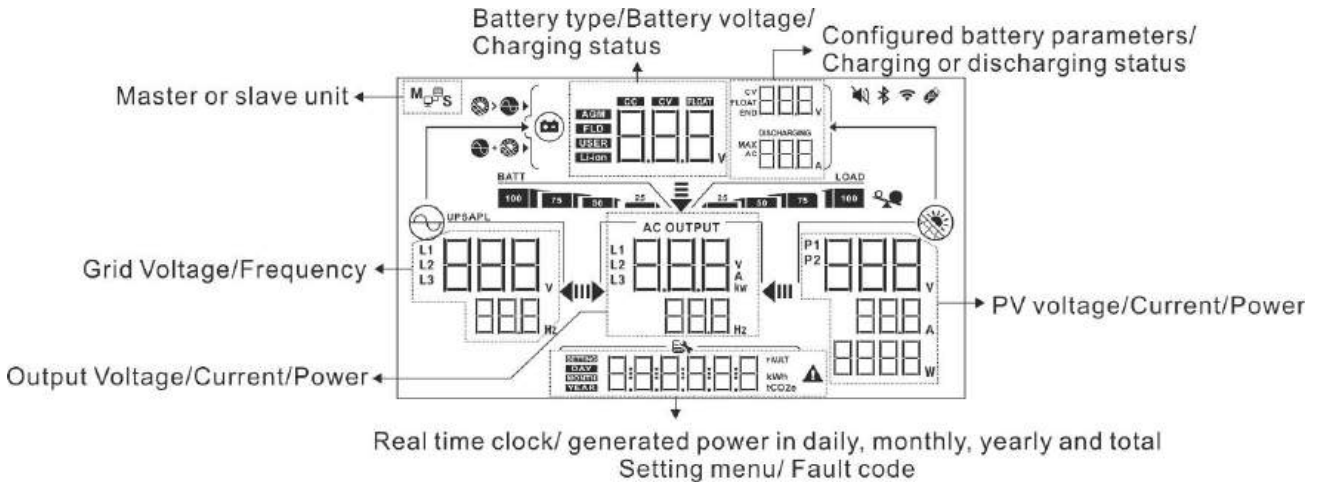 Battery type/Battery voltage/
Charging status
Configured battery parameters/
Charging or discharging status
Master or slave unit
M S
CC CV FLOAT
AGM
FLD
USER
Li-ion
V
CV
FLOAT
END
V
DISCHARGING
MAX
AC
A
BATT
LOAD
100 75 50 25
25 50 75 100
UPSAPL
AC OUTPUT
L1
L2
L3
V
Hz
L1
L2
L3
V
A
kW
Hz
P1
P2
V
A
W
Grid Voltage/Frequency
PV voltage/Current/Power
Output Voltage/Current/Power
SETTING
DAY
MONTH
YEAR
FAULT
kWh
tCO2e
Real time clock/ generated power in daily, monthly, yearly and total
Setting menu/ Fault code